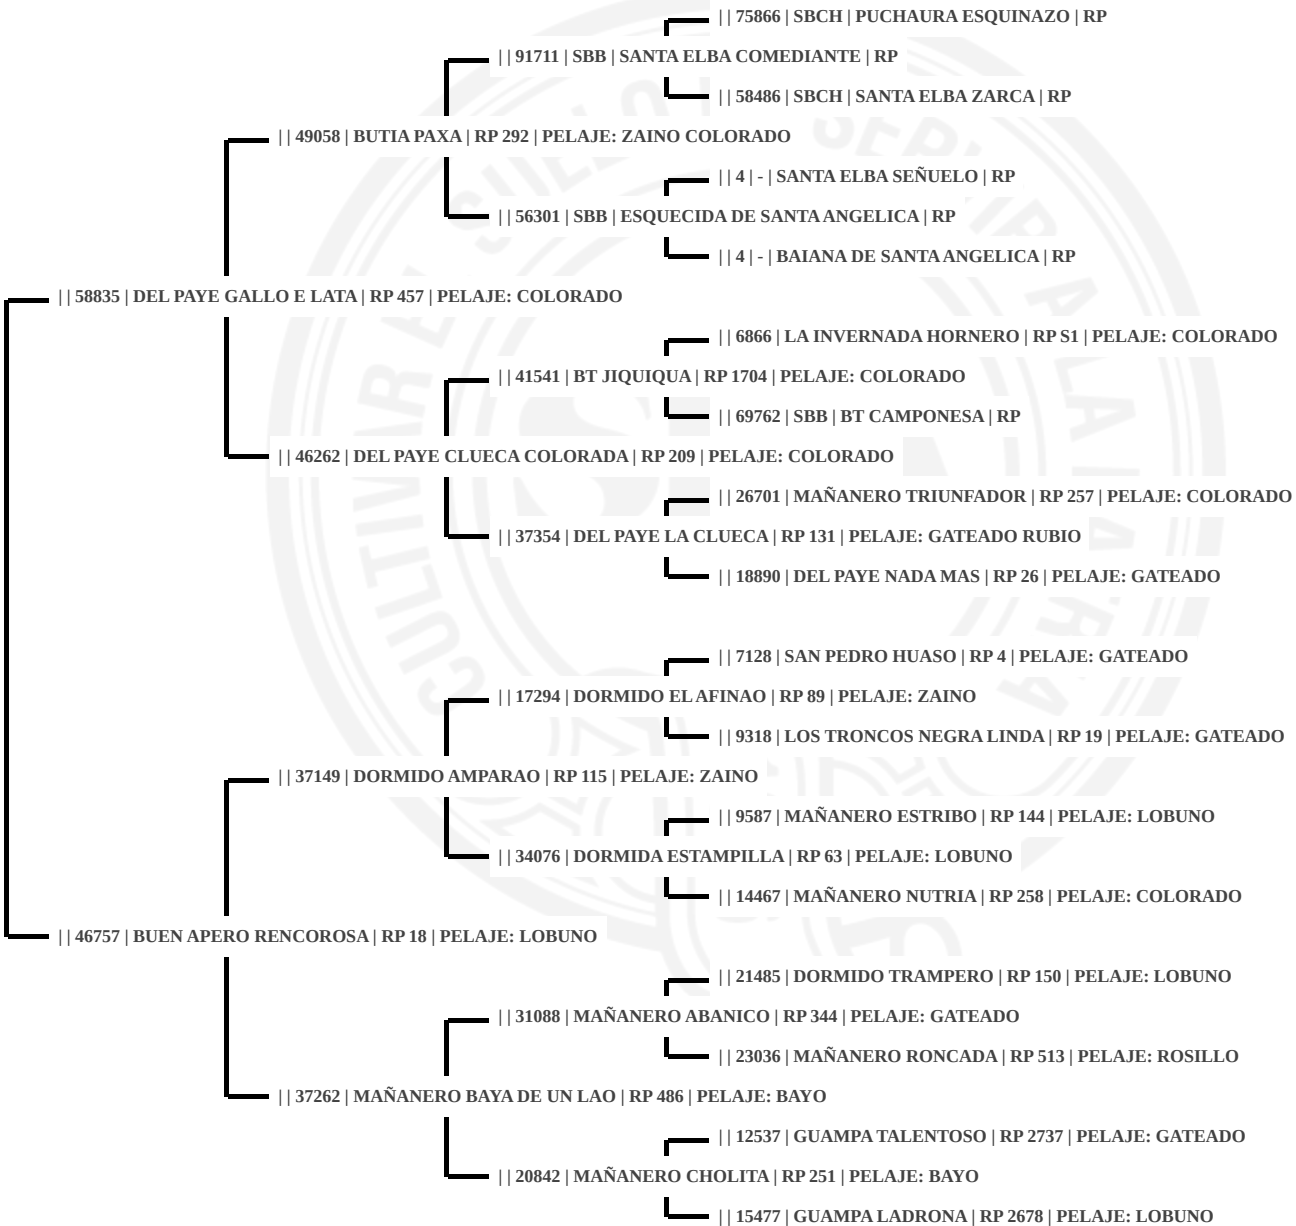 | | 75866 | SBCH | PUCHAURA ESQUINAZO | RP
| | 91711 | SBB | SANTA ELBA COMEDIANTE | RP
| | 58486 | SBCH | SANTA ELBA ZARCA | RP
| | 49058 | BUTIA PAXA | RP 292 | PELAJE: ZAINO COLORADO
| | 4 | - | SANTA ELBA SEÑUELO | RP
| | 56301 | SBB | ESQUECIDA DE SANTA ANGELICA | RP
| | 4 | - | BAIANA DE SANTA ANGELICA | RP
| | 58835 | DEL PAYE GALLO E LATA | RP 457 | PELAJE: COLORADO
| | 6866 | LA INVERNADA HORNERO | RP S1 | PELAJE: COLORADO
| | 41541 | BT JIQUIQUA | RP 1704 | PELAJE: COLORADO
| | 69762 | SBB | BT CAMPONESA | RP
| | 46262 | DEL PAYE CLUECA COLORADA | RP 209 | PELAJE: COLORADO
| | 26701 | MAÑANERO TRIUNFADOR | RP 257 | PELAJE: COLORADO
| | 37354 | DEL PAYE LA CLUECA | RP 131 | PELAJE: GATEADO RUBIO
| | 18890 | DEL PAYE NADA MAS | RP 26 | PELAJE: GATEADO
| | 7128 | SAN PEDRO HUASO | RP 4 | PELAJE: GATEADO
| | 17294 | DORMIDO EL AFINAO | RP 89 | PELAJE: ZAINO
| | 9318 | LOS TRONCOS NEGRA LINDA | RP 19 | PELAJE: GATEADO
| | 37149 | DORMIDO AMPARAO | RP 115 | PELAJE: ZAINO
| | 9587 | MAÑANERO ESTRIBO | RP 144 | PELAJE: LOBUNO
| | 34076 | DORMIDA ESTAMPILLA | RP 63 | PELAJE: LOBUNO
| | 14467 | MAÑANERO NUTRIA | RP 258 | PELAJE: COLORADO
| | 46757 | BUEN APERO RENCOROSA | RP 18 | PELAJE: LOBUNO
| | 21485 | DORMIDO TRAMPERO | RP 150 | PELAJE: LOBUNO
| | 31088 | MAÑANERO ABANICO | RP 344 | PELAJE: GATEADO
| | 23036 | MAÑANERO RONCADA | RP 513 | PELAJE: ROSILLO
| | 37262 | MAÑANERO BAYA DE UN LAO | RP 486 | PELAJE: BAYO
| | 12537 | GUAMPA TALENTOSO | RP 2737 | PELAJE: GATEADO
| | 20842 | MAÑANERO CHOLITA | RP 251 | PELAJE: BAYO
| | 15477 | GUAMPA LADRONA | RP 2678 | PELAJE: LOBUNO